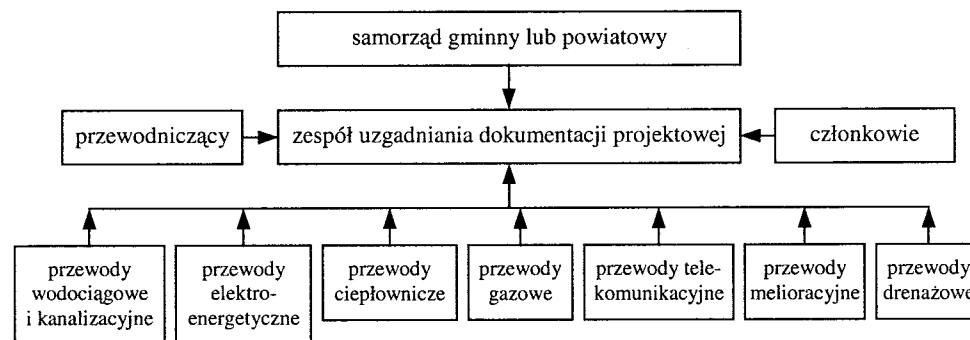 samorząd gminny lub powiatowy
przewodniczący
zespół uzgadniania dokumentacji projektowej
członkowie
przewody
wodociągowe
i kanalizacyjne
przewody
elektro-
energetyczne
przewody
ciepłownicze
przewody
gazowe
przewody tele-
komunikacyjne
przewody
melioracyjne
przewody
drenażowe